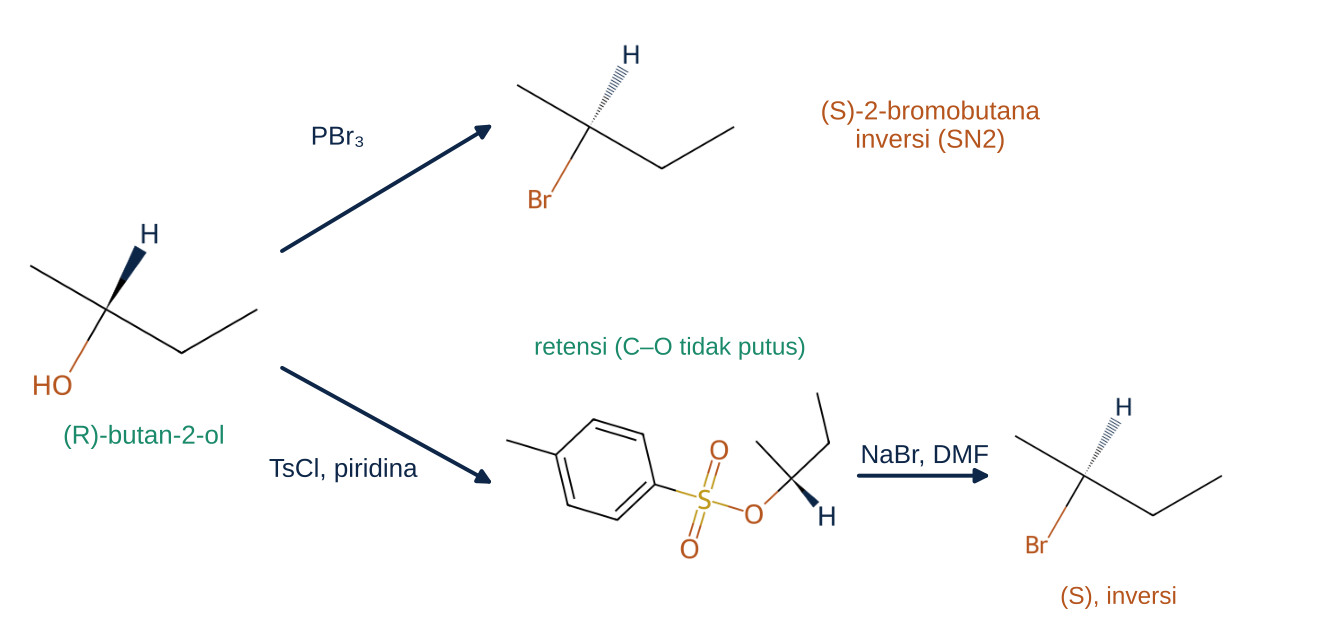 H
(S)-2-bromobutana
inversi (SN2)
PBr₃
Br
H
HO
(R)-butan-2-ol
retensi (C–O tidak putus)
TsCl, piridina
O
S
O
O
H
NaBr, DMF
H
Br
(S), inversi